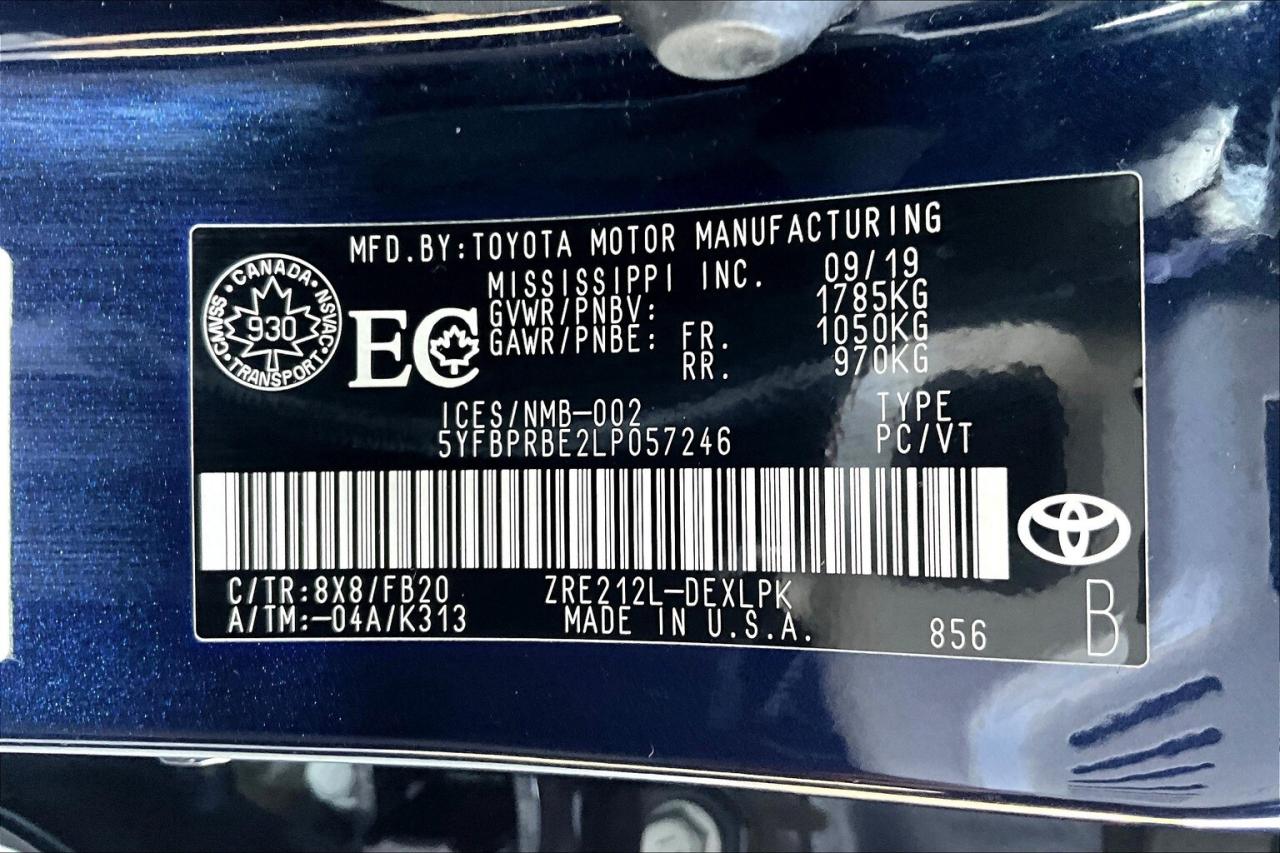 MFD.BY:TOYOTA MOTOR MANUFACTURING
MISSISSIPPI INC. 09/19
GVWR/PNBV: 1785KG
GAWR/PNBE: FR. 1050KG
RR. 970KG
CANADA
NSVAC
TRANSPORT
CMVSS
930
EC
ICES/NMB-002 TYPE
5YFBPRBE2LP057246 PC/VT
C/TR:8X8/FB20 ZRE212L-DEXLPK
A/TM:-04A/K313 MADE IN U.S.A. 856
B